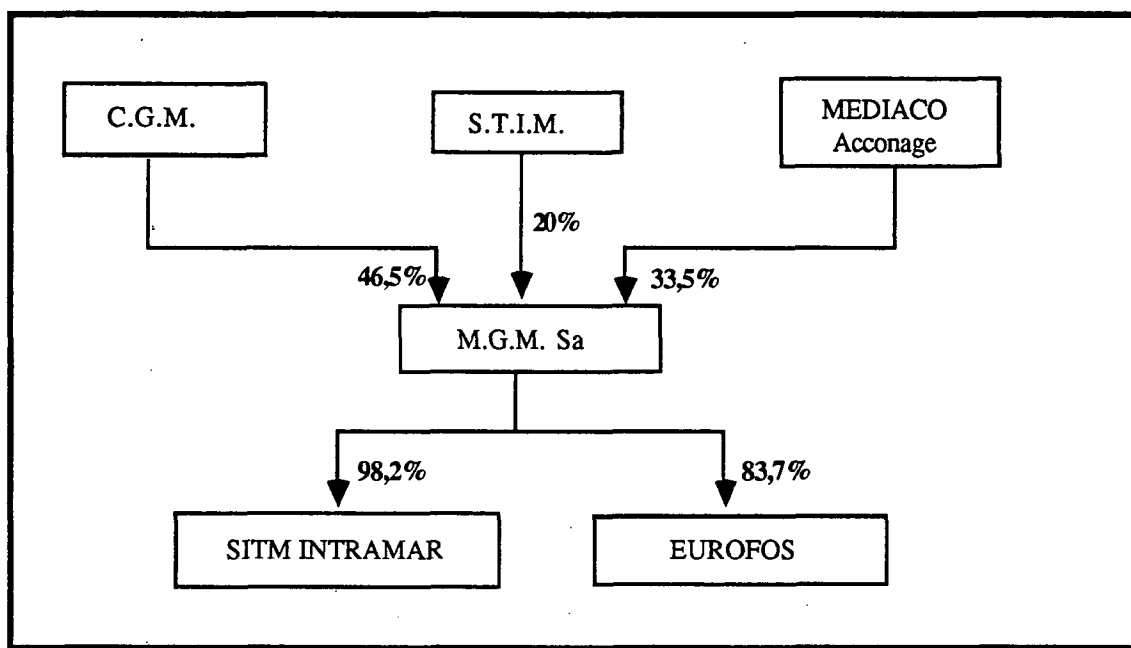 C.G.M.
S.T.I.M.
MEDIACO
Acconage
20%
46,5%
33,5%
M.G.M. Sa
98,2%
83,7%
SITM INTRAMAR
EUROFOS